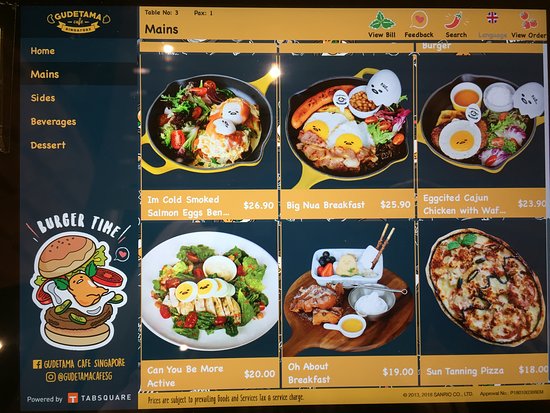 GUDETAMA
café
SINGAPORE
Table No: 3 Pax: 1
Mains
View Bill
Feedback
Search
Language
View Order
Home
Mains
Sides
Beverages
Dessert
Burger
Im Cold Smoked
Salmon Eggs Ben... $26.90
Big Nua Breakfast $25.90
Eggcited Cajun
Chicken with Waf... $23.90
Can You Be More
Active $20.00
Oh About
Breakfast $19.00
Sun Tanning Pizza $18.00
BURGER TIME
GUDETAMA CAFE SINGAPORE
@GUDETAMACAFESG
Powered by TABSQUARE
Prices are subject to prevailing Goods and Services Tax & service charge.
© 2013, 2016 SANRIO CO., LTD.